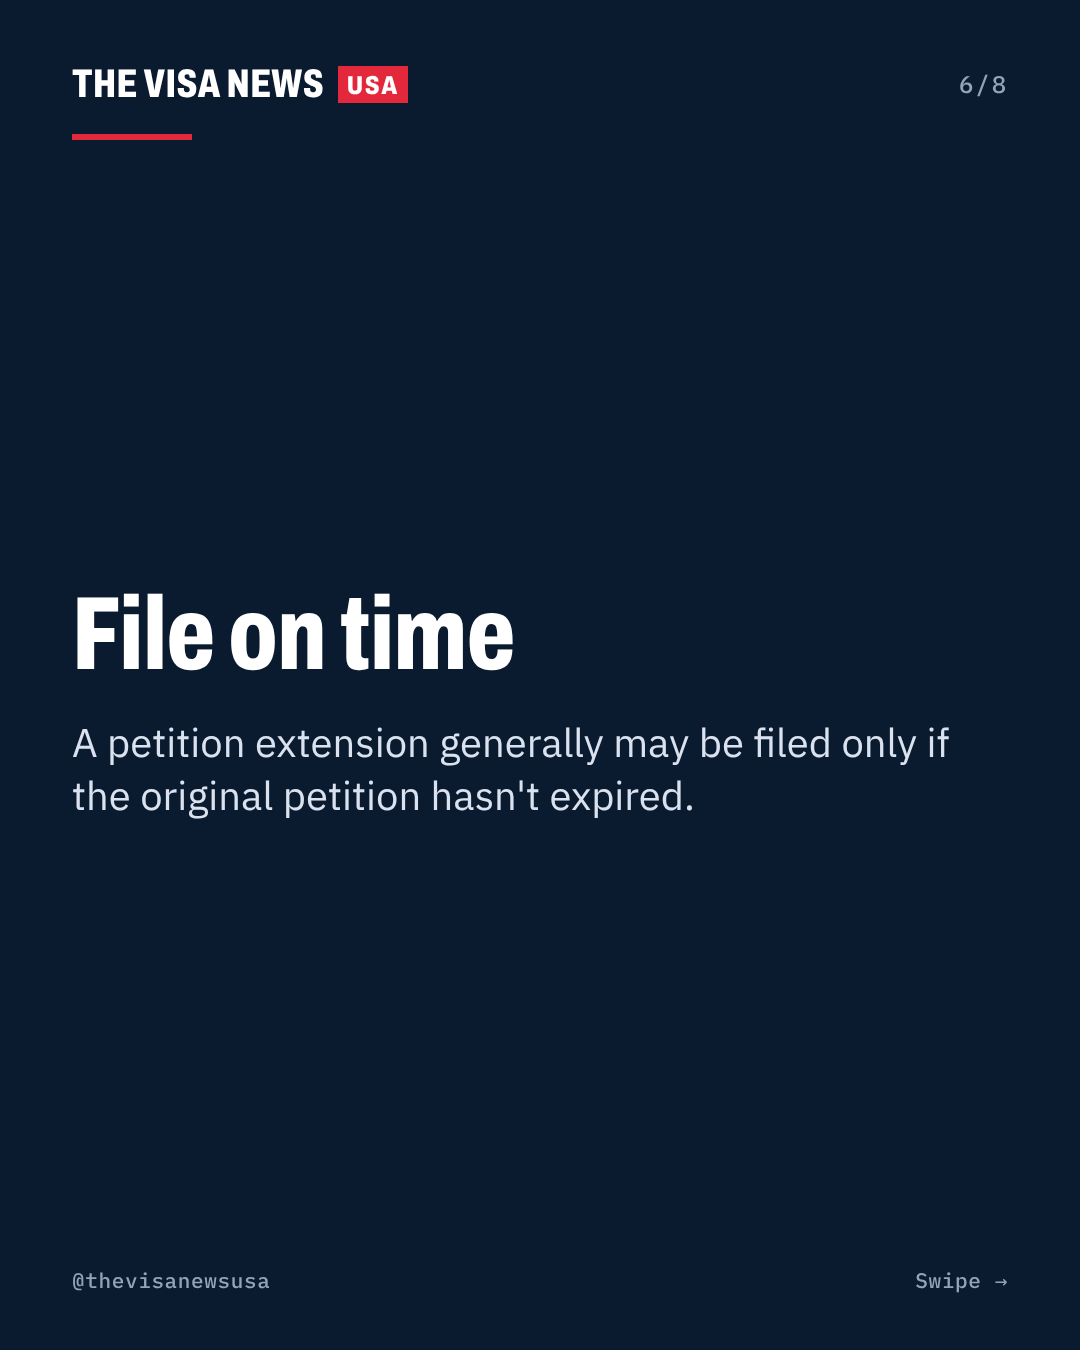 THE VISA NEWS USA
6/8
File on time
A petition extension generally may be filed only if
the original petition hasn't expired.
@thevisanewsusa
Swipe →